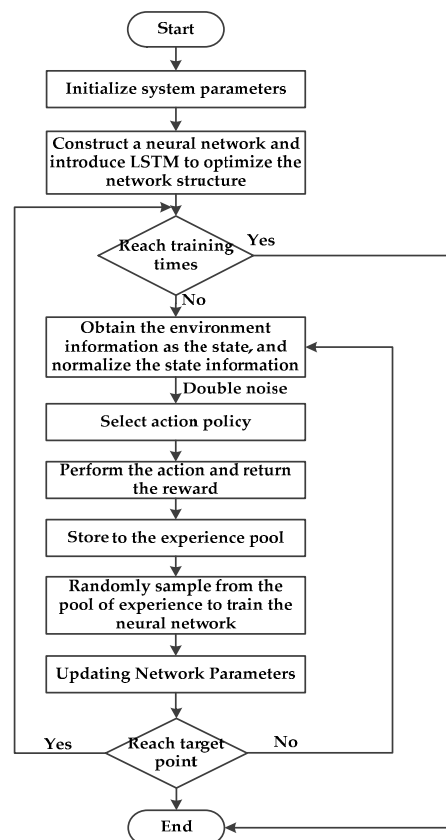 Start
Initialize system parameters
Construct a neural network and
introduce LSTM to optimize the
network structure
Reach training
times
Yes
No
Obtain the environment
information as the state, and
normalize the state information
Double noise
Select action policy
Perform the action and return
the reward
Store to the experience pool
Randomly sample from the
pool of experience to train the
neural network
Updating Network Parameters
Yes
Reach target
point
No
End